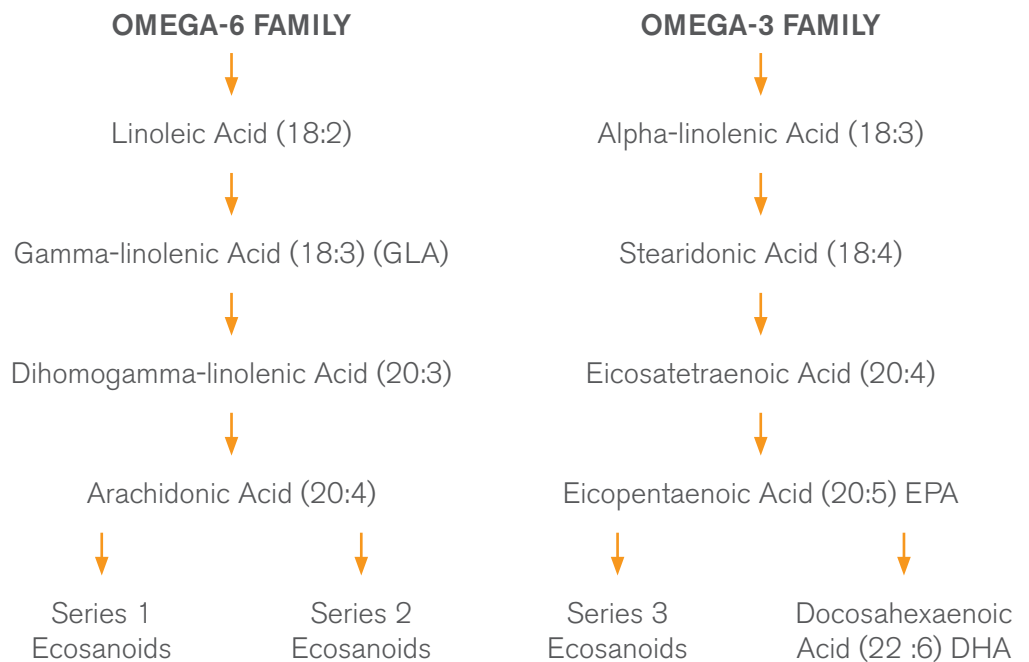 OMEGA-6 FAMILY
Linoleic Acid (18:2)
Gamma-linolenic Acid (18:3) (GLA)
Dihomogamma-linolenic Acid (20:3)
Arachidonic Acid (20:4)
Series 1
Ecosanoids
Series 2
Ecosanoids
OMEGA-3 FAMILY
Alpha-linolenic Acid (18:3)
Stearidonic Acid (18:4)
Eicosatetraenoic Acid (20:4)
Eicopentaenoic Acid (20:5) EPA
Series 3
Ecosanoids
Docosahexaenoic
Acid (22 :6) DHA